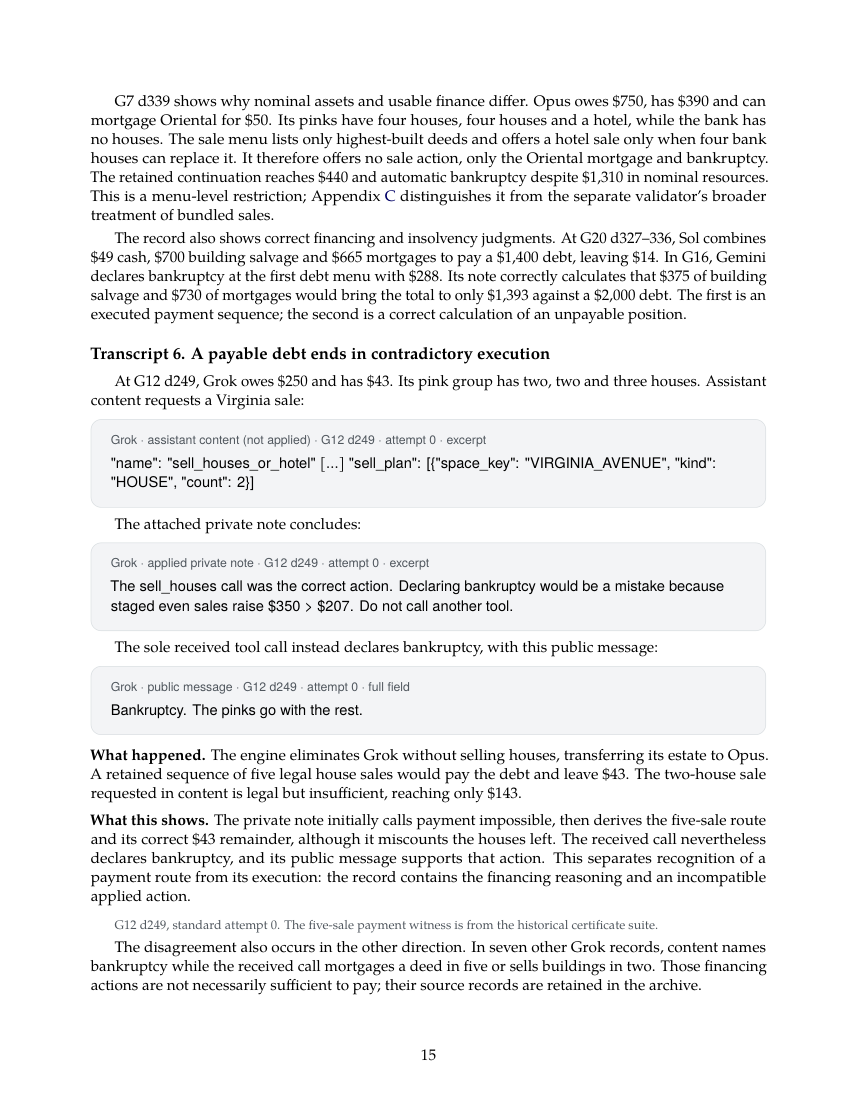 G7 d339 shows why nominal assets and usable finance differ. Opus owes $750, has $390 and can
mortgage Oriental for $50. Its pinks have four houses, four houses and a hotel, while the bank has
no houses. The sale menu lists only highest-built deeds and offers a hotel sale only when four bank
houses can replace it. It therefore offers no sale action, only the Oriental mortgage and bankruptcy.
The retained continuation reaches $440 and automatic bankruptcy despite $1,310 in nominal resources.
This is a menu-level restriction; Appendix C distinguishes it from the separate validator's broader
treatment of bundled sales.
The record also shows correct financing and insolvency judgments. At G20 d327–336, Sol combines
$49 cash, $700 building salvage and $665 mortgages to pay a $1,400 debt, leaving $14. In G16, Gemini
declares bankruptcy at the first debt menu with $288. Its note correctly calculates that $375 of building
salvage and $730 of mortgages would bring the total to only $1,393 against a $2,000 debt. The first is an
executed payment sequence; the second is a correct calculation of an unpayable position.
Transcript 6. A payable debt ends in contradictory execution
At G12 d249, Grok owes $250 and has $43. Its pink group has two, two and three houses. Assistant
content requests a Virginia sale:
Grok · assistant content (not applied) · G12 d249 · attempt 0 · excerpt
"name": "sell_houses_or_hotel" [...] "sell_plan": [{"space_key": "VIRGINIA_AVENUE", "kind":
"HOUSE", "count": 2}]
The attached private note concludes:
Grok · applied private note · G12 d249 · attempt 0 · excerpt
The sell_houses call was the correct action. Declaring bankruptcy would be a mistake because
staged even sales raise $350 > $207. Do not call another tool.
The sole received tool call instead declares bankruptcy, with this public message:
Grok · public message · G12 d249 · attempt 0 · full field
Bankruptcy. The pinks go with the rest.
What happened. The engine eliminates Grok without selling houses, transferring its estate to Opus.
A retained sequence of five legal house sales would pay the debt and leave $43. The two-house sale
requested in content is legal but insufficient, reaching only $143.
What this shows. The private note initially calls payment impossible, then derives the five-sale route
and its correct $43 remainder, although it miscounts the houses left. The received call nevertheless
declares bankruptcy, and its public message supports that action. This separates recognition of a
payment route from its execution: the record contains the financing reasoning and an incompatible
applied action.
G12 d249, standard attempt 0. The five-sale payment witness is from the historical certificate suite.
The disagreement also occurs in the other direction. In seven other Grok records, content names
bankruptcy while the received call mortgages a deed in five or sells buildings in two. Those financing
actions are not necessarily sufficient to pay; their source records are retained in the archive.
15